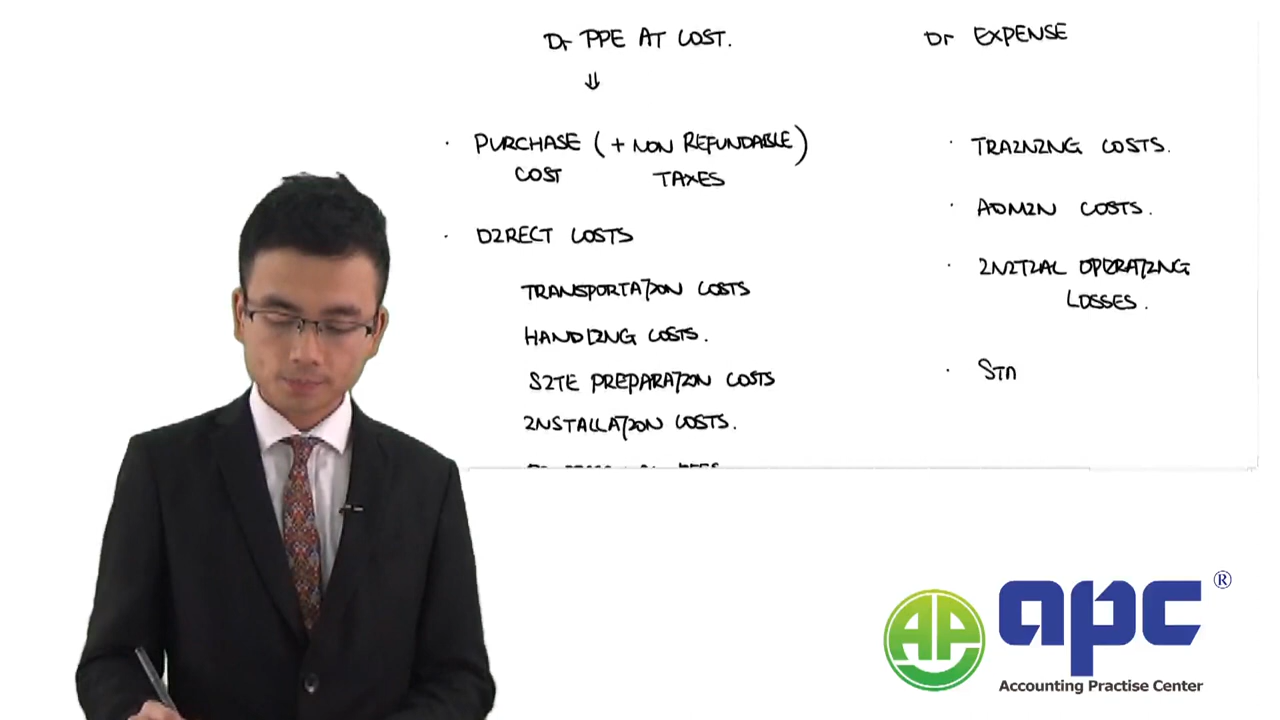 Dr PPE AT COST.
⇓
· PURCHASE (+ NON REFUNDABLE)
COST TAXES
· DIRECT COSTS
TRANSPORTATION COSTS
HANDLING COSTS.
SITE PREPARATION COSTS
INSTALLATION COSTS.
Dr EXPENSE
· TRAINING COSTS.
· ADMIN COSTS.
· INITIAL OPERATING
LOSSES.
· STA
AP
apc®
Accounting Practise Center